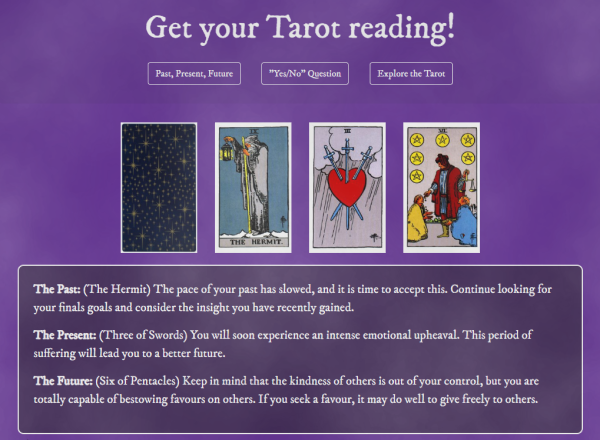 Get your Tarot reading!
Past, Present, Future
"Yes/No" Question
Explore the Tarot
IX
THE HERMIT.
III
VI
The Past: (The Hermit) The pace of your past has slowed, and it is time to accept this. Continue looking for
your finals goals and consider the insight you have recently gained.
The Present: (Three of Swords) You will soon experience an intense emotional upheaval. This period of
suffering will lead you to a better future.
The Future: (Six of Pentacles) Keep in mind that the kindness of others is out of your control, but you are
totally capable of bestowing favours on others. If you seek a favour, it may do well to give freely to others.